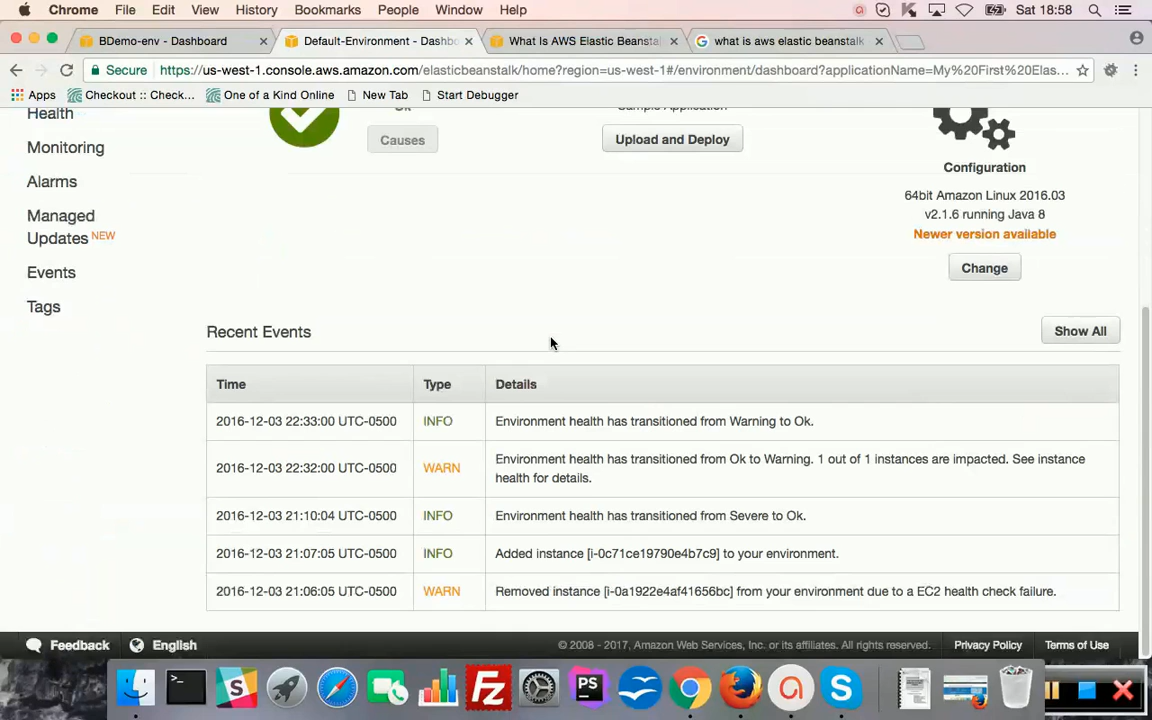 Chrome File Edit View History Bookmarks People Window Help Sat 18:58
BDemo-env - Dashboard
Default-Environment - Dashbo
What Is AWS Elastic Beansta
what is aws elastic beanstalk
Secure https://us-west-1.console.aws.amazon.com/elasticbeanstalk/home?region=us-west-1#/environment/dashboard?applicationName=My%20First%20Elas...
Apps Checkout :: Check... One of a Kind Online New Tab Start Debugger
Health
Monitoring
Alarms
Managed
Updates NEW
Events
Tags
Ok
Causes
Sample Application
Upload and Deploy
Configuration
64bit Amazon Linux 2016.03
v2.1.6 running Java 8
Newer version available
Change
Recent Events
Show All
Time Type Details
2016-12-03 22:33:00 UTC-0500 INFO Environment health has transitioned from Warning to Ok.
2016-12-03 22:32:00 UTC-0500 WARN Environment health has transitioned from Ok to Warning. 1 out of 1 instances are impacted. See instance
health for details.
2016-12-03 21:10:04 UTC-0500 INFO Environment health has transitioned from Severe to Ok.
2016-12-03 21:07:05 UTC-0500 INFO Added instance [i-0c71ce19790e4b7c9] to your environment.
2016-12-03 21:06:05 UTC-0500 WARN Removed instance [i-0a1922e4af41656bc] from your environment due to a EC2 health check failure.
Feedback English © 2008 - 2017, Amazon Web Services, Inc. or its affiliates. All rights reserved. Privacy Policy Terms of Use